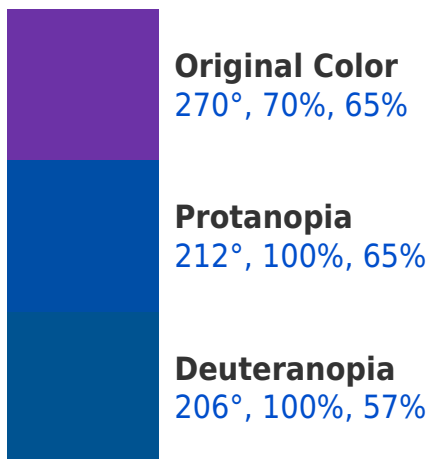 Original Color
270°, 70%, 65%
Protanopia
212°, 100%, 65%
Deuteranopia
206°, 100%, 57%